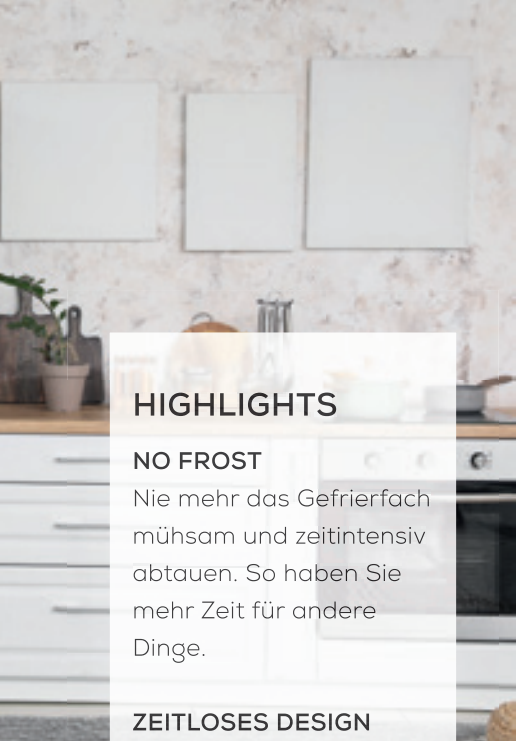 HIGHLIGHTS
NO FROST
Nie mehr das Gefrierfach
mühsam und zeitintensiv
abtauen. So haben Sie
mehr Zeit für andere
Dinge.
ZEITLOSES DESIGN